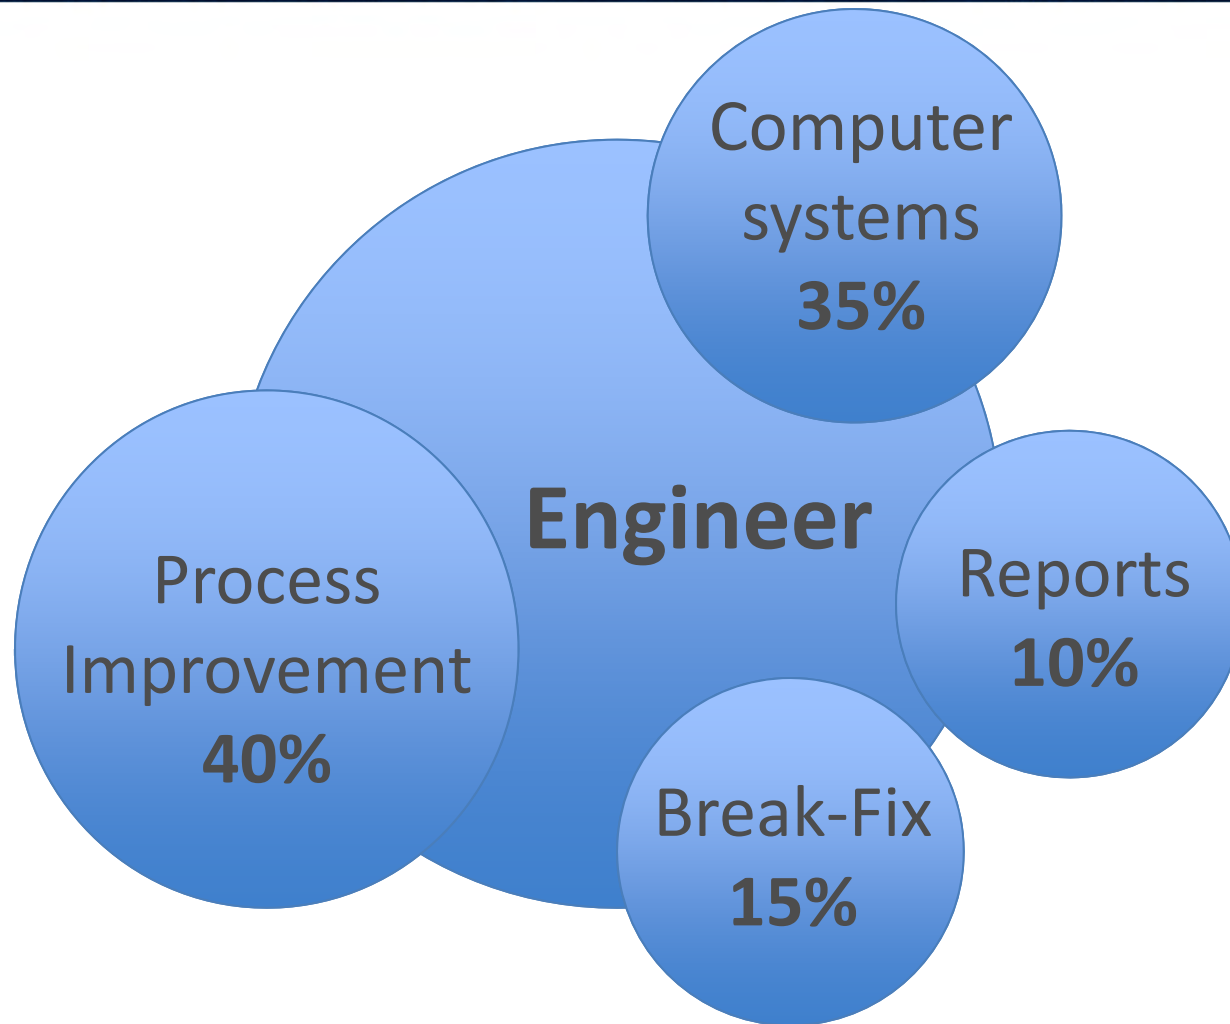 Computer
systems
35%
Engineer
Process
Improvement
40%
Reports
10%
Break-Fix
15%